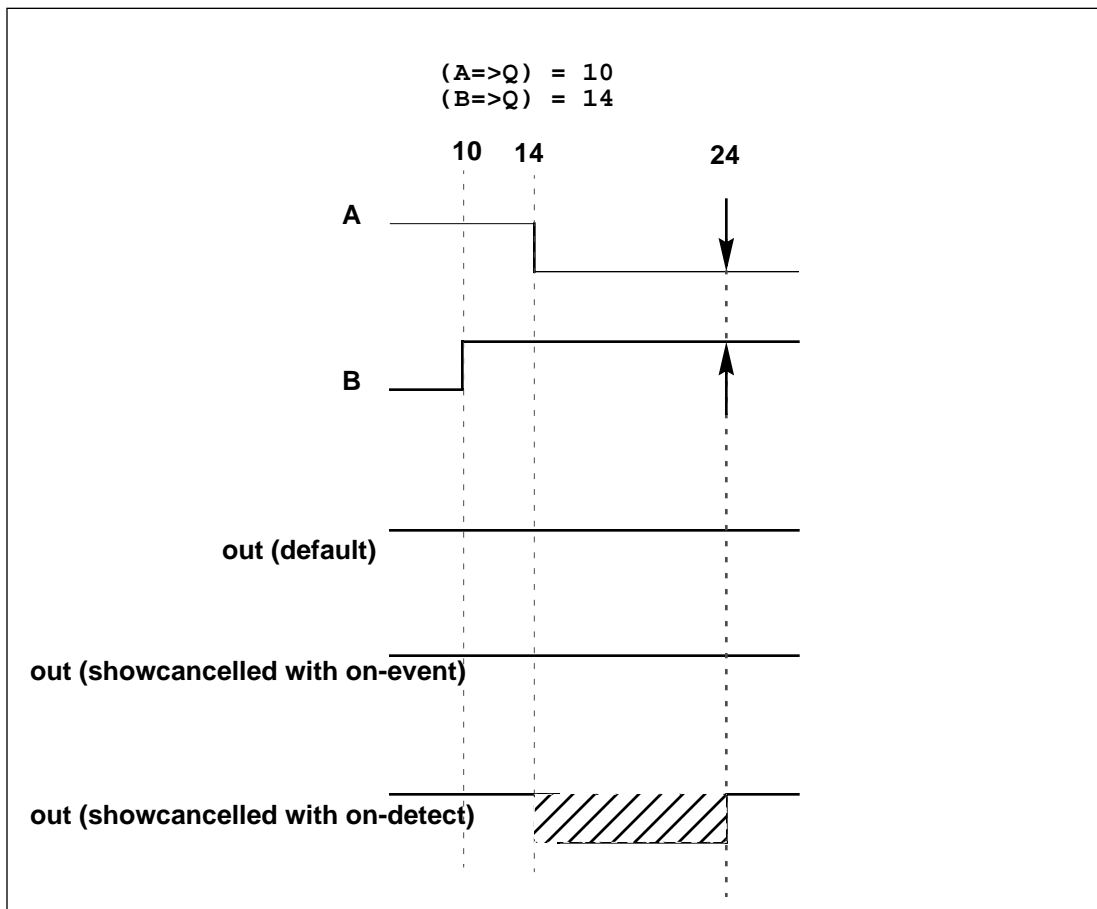 (A=>Q) = 10
(B=>Q) = 14
10 14 24
A
B
out (default)
out (showcancelled with on-event)
out (showcancelled with on-detect)